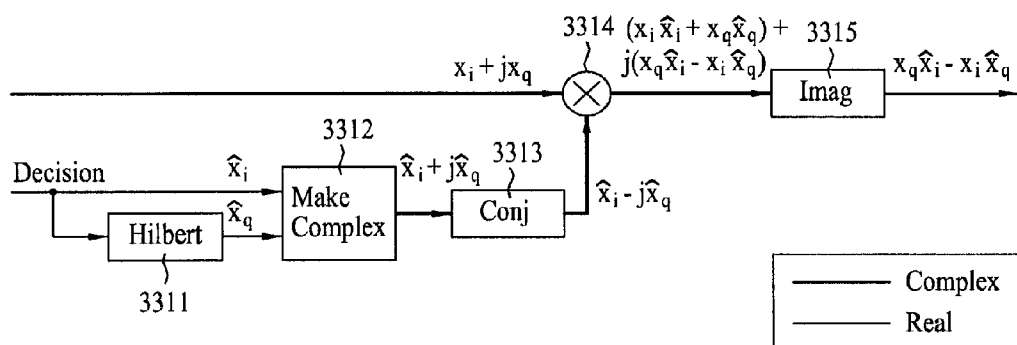 3314
(x_i x̂_i + x_q x̂_q) +
3315
x_i + jx_q
j(x_q x̂_i - x_i x̂_q)
x_q x̂_i - x_i x̂_q
Imag
3312
Decision
x̂_i
x̂_i + jx̂_q
3313
Make
Complex
Conj
x̂_i - jx̂_q
x̂_q
Hilbert
3311
Complex
Real